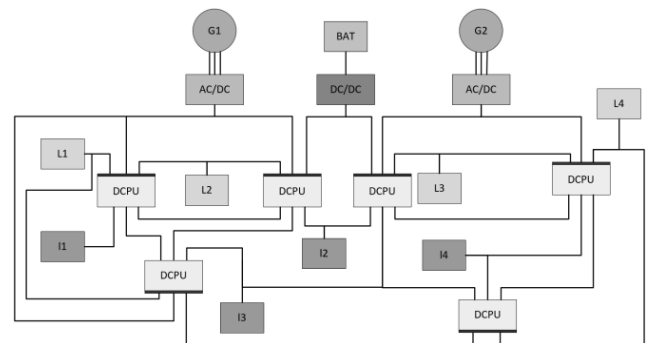 G1
BAT
G2
AC/DC
DC/DC
AC/DC
L4
L1
DCPU
L2
DCPU
DCPU
L3
DCPU
I1
I2
I4
DCPU
I3
DCPU